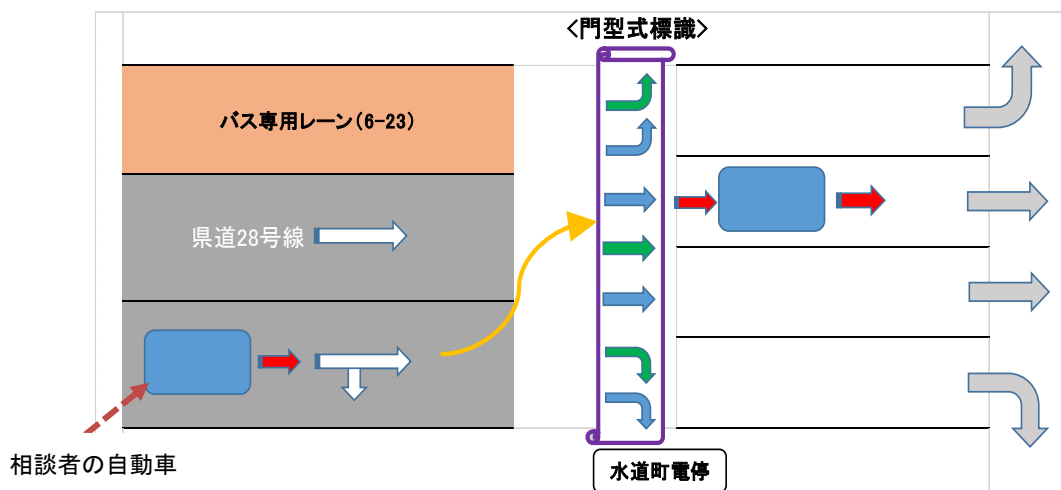 <門型式標識>
バス専用レーン(6-23)
県道28号線
相談者の自動車
水道町電停